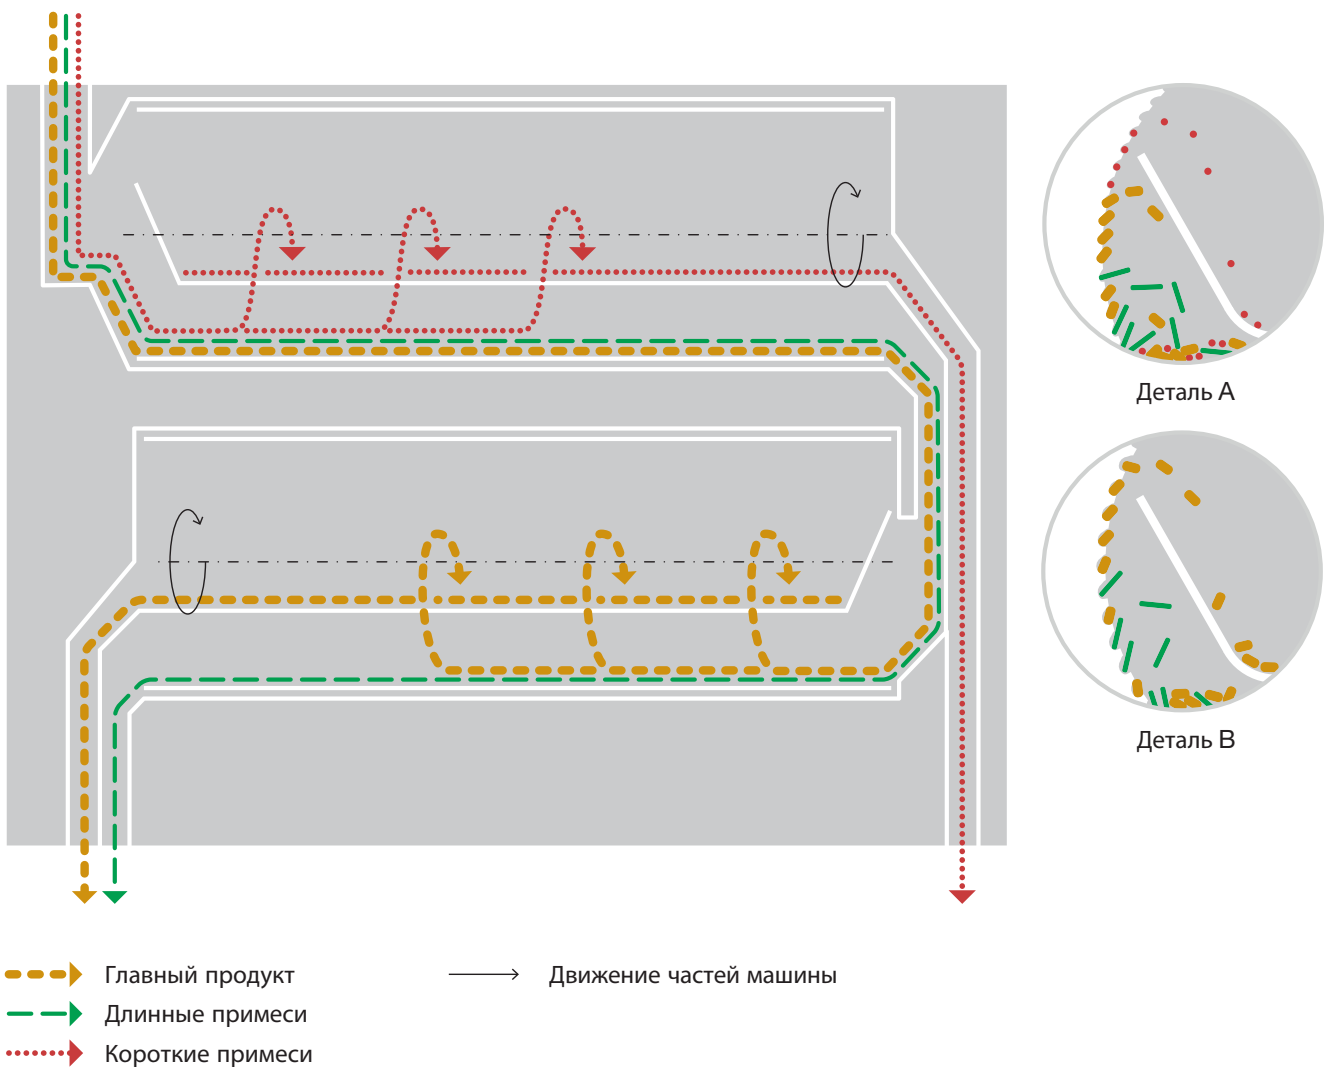 Деталь A
Деталь B
Главный продукт
Движение частей машины
Длинные примеси
Короткие примеси